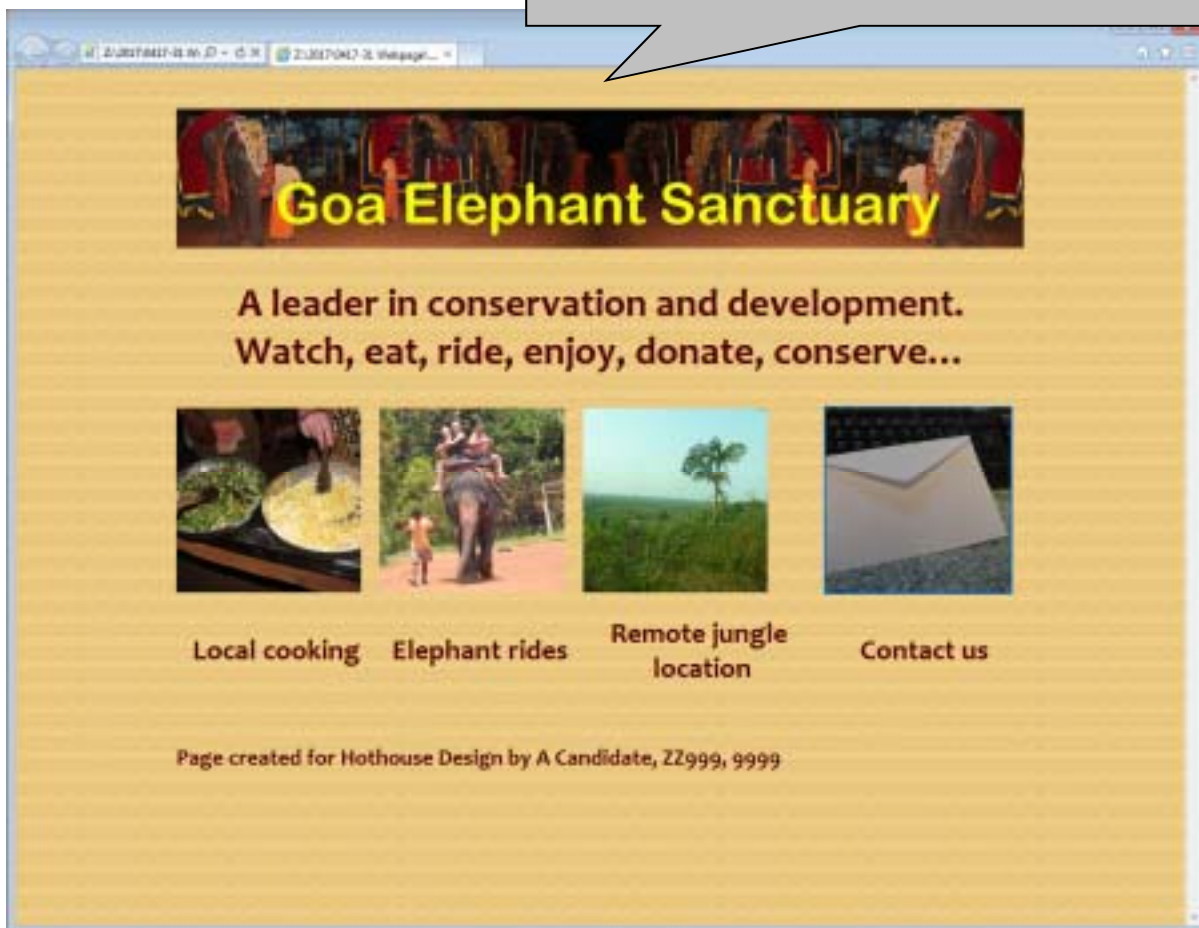 Goa Elephant Sanctuary
A leader in conservation and development.
Watch, eat, ride, enjoy, donate, conserve...
Local cooking
Elephant rides
Remote jungle
location
Contact us
Page created for Hothouse Design by A Candidate, ZZ999, 9999